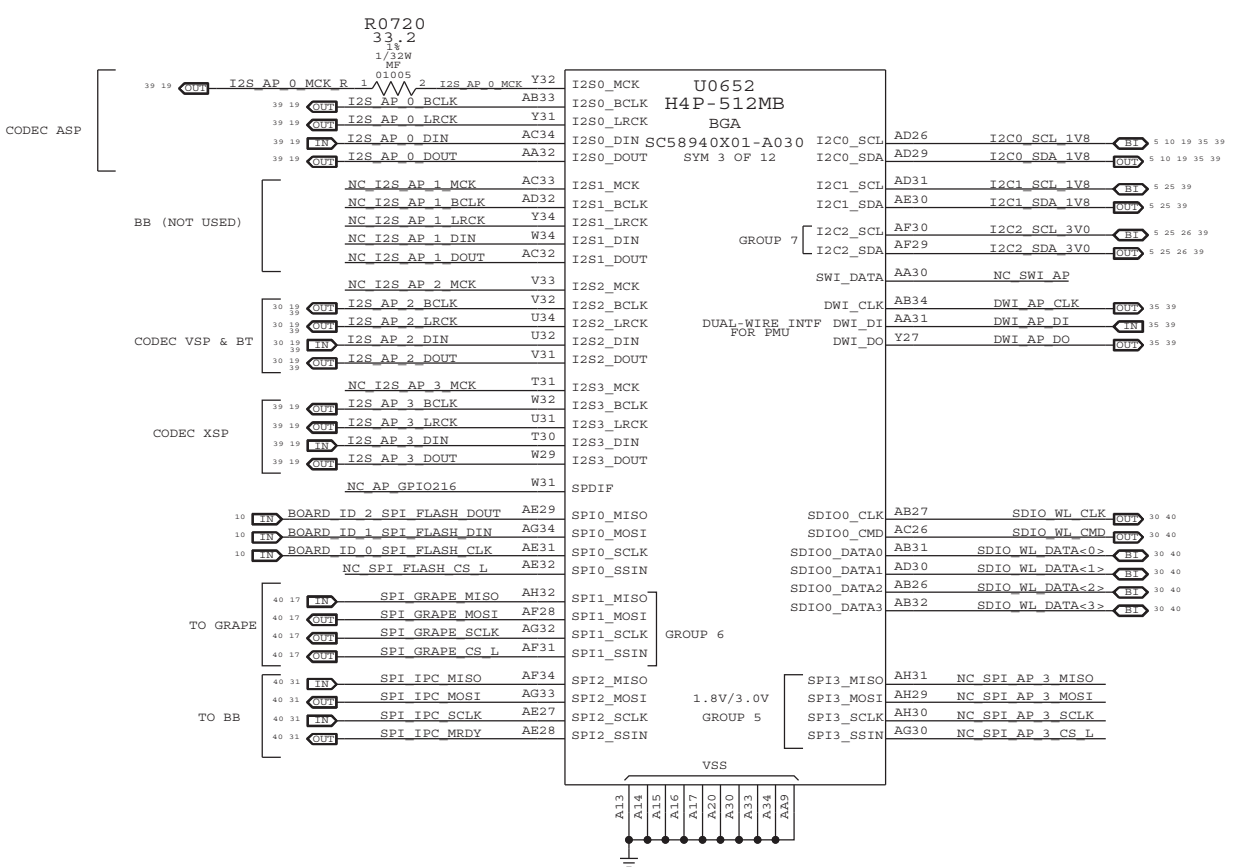 R0720
33.2
1%
1/32W
MF
01005
39 19 OUT I2S_AP_0_MCK_R 1 2 I2S_AP_0_MCK Y32 I2S0_MCK
39 19 OUT I2S_AP_0_BCLK AB33 I2S0_BCLK
39 19 OUT I2S_AP_0_LRCK Y31 I2S0_LRCK
39 19 IN I2S_AP_0_DIN AC34 I2S0_DIN
39 19 OUT I2S_AP_0_DOUT AA32 I2S0_DOUT
CODEC ASP
U0652
H4P-512MB
BGA
SC58940X01-A030
SYM 3 OF 12
NC_I2S_AP_1_MCK AC33 I2S1_MCK
NC_I2S_AP_1_BCLK AD32 I2S1_BCLK
NC_I2S_AP_1_LRCK Y34 I2S1_LRCK
NC_I2S_AP_1_DIN W34 I2S1_DIN
NC_I2S_AP_1_DOUT AC32 I2S1_DOUT
BB (NOT USED)
NC_I2S_AP_2_MCK V33 I2S2_MCK
30 19 39 OUT I2S_AP_2_BCLK V32 I2S2_BCLK
30 19 39 OUT I2S_AP_2_LRCK U34 I2S2_LRCK
30 19 39 IN I2S_AP_2_DIN U32 I2S2_DIN
30 19 39 OUT I2S_AP_2_DOUT V31 I2S2_DOUT
CODEC VSP & BT
NC_I2S_AP_3_MCK T31 I2S3_MCK
39 19 OUT I2S_AP_3_BCLK W32 I2S3_BCLK
39 19 OUT I2S_AP_3_LRCK U31 I2S3_LRCK
39 19 IN I2S_AP_3_DIN T30 I2S3_DIN
39 19 OUT I2S_AP_3_DOUT W29 I2S3_DOUT
CODEC XSP
NC_AP_GPIO216 W31 SPDIF
10 IN BOARD_ID_2_SPI_FLASH_DOUT AE29 SPI0_MISO
10 IN BOARD_ID_1_SPI_FLASH_DIN AG34 SPI0_MOSI
10 IN BOARD_ID_0_SPI_FLASH_CLK AE31 SPI0_SCLK
NC_SPI_FLASH_CS_L AE32 SPI0_SSIN
40 17 IN SPI_GRAPE_MISO AH32 SPI1_MISO
40 17 OUT SPI_GRAPE_MOSI AF28 SPI1_MOSI
40 17 OUT SPI_GRAPE_SCLK AG32 SPI1_SCLK
40 17 OUT SPI_GRAPE_CS_L AF31 SPI1_SSIN
TO GRAPE
GROUP 6
40 31 IN SPI_IPC_MISO AF34 SPI2_MISO
40 31 OUT SPI_IPC_MOSI AG33 SPI2_MOSI
40 31 IN SPI_IPC_SCLK AE27 SPI2_SCLK
40 31 OUT SPI_IPC_MRDY AE28 SPI2_SSIN
TO BB
I2C0_SCL AD26 I2C0_SCL_1V8 BI 5 10 19 35 39
I2C0_SDA AD29 I2C0_SDA_1V8 OUT 5 10 19 35 39
I2C1_SCL AD31 I2C1_SCL_1V8 BI 5 25 39
I2C1_SDA AE30 I2C1_SDA_1V8 OUT 5 25 39
GROUP 7
I2C2_SCL AF30 I2C2_SCL_3V0 BI 5 25 26 39
I2C2_SDA AF29 I2C2_SDA_3V0 OUT 5 25 26 39
SWI_DATA AA30 NC_SWI_AP
DWI_CLK AB34 DWI_AP_CLK OUT 35 39
DWI_DI AA31 DWI_AP_DI IN 35 39
DWI_DO Y27 DWI_AP_DO OUT 35 39
DUAL-WIRE INTF
FOR PMU
SDIO0_CLK AB27 SDIO_WL_CLK OUT 30 40
SDIO0_CMD AC26 SDIO_WL_CMD OUT 30 40
SDIO0_DATA0 AB31 SDIO_WL_DATA<0> BI 30 40
SDIO0_DATA1 AD30 SDIO_WL_DATA<1> BI 30 40
SDIO0_DATA2 AB26 SDIO_WL_DATA<2> BI 30 40
SDIO0_DATA3 AB32 SDIO_WL_DATA<3> BI 30 40
1.8V/3.0V
GROUP 5
SPI3_MISO AH31 NC_SPI_AP_3_MISO
SPI3_MOSI AH29 NC_SPI_AP_3_MOSI
SPI3_SCLK AH30 NC_SPI_AP_3_SCLK
SPI3_SSIN AG30 NC_SPI_AP_3_CS_L
VSS
A13
A14
A15
A16
A17
A20
A30
A33
A34
AA9